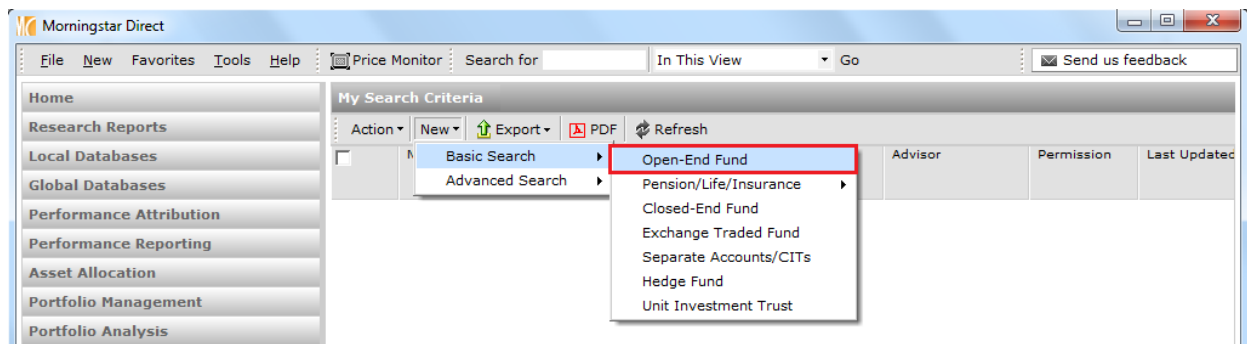 Morningstar Direct
File New Favorites Tools Help Price Monitor Search for In This View Go Send us feedback
Home
Research Reports
Local Databases
Global Databases
Performance Attribution
Performance Reporting
Asset Allocation
Portfolio Management
Portfolio Analysis
My Search Criteria
Action New Export PDF Refresh
Advisor Permission Last Updated
Basic Search
Advanced Search
Open-End Fund
Pension/Life/Insurance
Closed-End Fund
Exchange Traded Fund
Separate Accounts/CITs
Hedge Fund
Unit Investment Trust